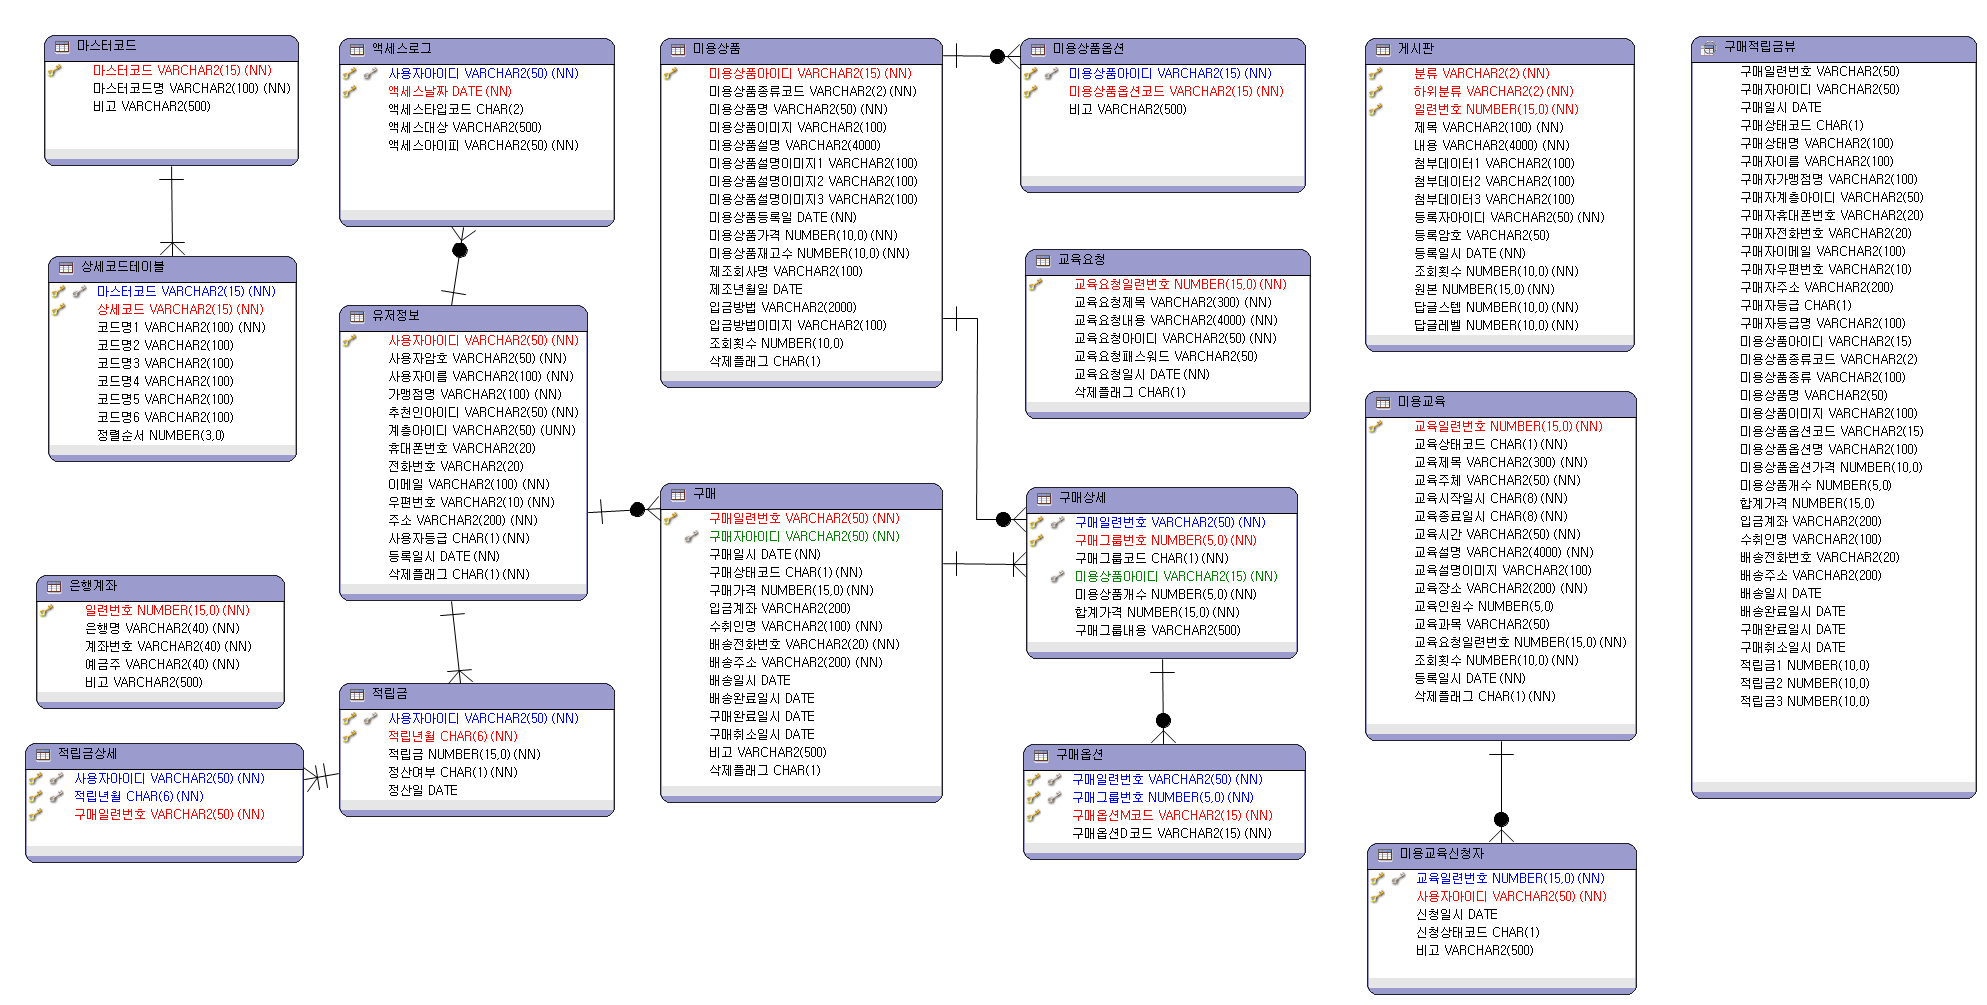 마스터코드
마스터코드 VARCHAR2(15) (NN)
마스터코드명 VARCHAR2(100) (NN)
비고 VARCHAR2(500)
상세코드테이블
마스터코드 VARCHAR2(15) (NN)
상세코드 VARCHAR2(15) (NN)
코드명1 VARCHAR2(100) (NN)
코드명2 VARCHAR2(100)
코드명3 VARCHAR2(100)
코드명4 VARCHAR2(100)
코드명5 VARCHAR2(100)
코드명6 VARCHAR2(100)
정렬순서 NUMBER(3,0)
은행계좌
일련번호 NUMBER(15,0) (NN)
은행명 VARCHAR2(40) (NN)
계좌번호 VARCHAR2(40) (NN)
예금주 VARCHAR2(40) (NN)
비고 VARCHAR2(500)
적립금상세
사용자아이디 VARCHAR2(50) (NN)
적립년월 CHAR(6) (NN)
구매일련번호 VARCHAR2(50) (NN)
액세스로그
사용자아이디 VARCHAR2(50) (NN)
액세스날짜 DATE (NN)
액세스타입코드 CHAR(2)
액세스대상 VARCHAR2(500)
액세스아이피 VARCHAR2(50) (NN)
유저정보
사용자아이디 VARCHAR2(50) (NN)
사용자암호 VARCHAR2(50) (NN)
사용자이름 VARCHAR2(100) (NN)
가맹점명 VARCHAR2(100) (NN)
추천인아이디 VARCHAR2(50) (NN)
계층아이디 VARCHAR2(50) (UNN)
휴대폰번호 VARCHAR2(20)
전화번호 VARCHAR2(20)
이메일 VARCHAR2(100) (NN)
우편번호 VARCHAR2(10) (NN)
주소 VARCHAR2(200) (NN)
사용자등급 CHAR(1) (NN)
등록일시 DATE (NN)
삭제플래그 CHAR(1) (NN)
적립금
사용자아이디 VARCHAR2(50) (NN)
적립년월 CHAR(6) (NN)
적립금 NUMBER(15,0) (NN)
정산여부 CHAR(1) (NN)
정산일 DATE
미용상품
미용상품아이디 VARCHAR2(15) (NN)
미용상품종류코드 VARCHAR2(2) (NN)
미용상품명 VARCHAR2(50) (NN)
미용상품이미지 VARCHAR2(100)
미용상품설명 VARCHAR2(4000)
미용상품설명이미지1 VARCHAR2(100)
미용상품설명이미지2 VARCHAR2(100)
미용상품설명이미지3 VARCHAR2(100)
미용상품등록일 DATE (NN)
미용상품가격 NUMBER(10,0) (NN)
미용상품재고수 NUMBER(10,0) (NN)
제조회사명 VARCHAR2(100)
제조년월일 DATE
입금방법 VARCHAR2(2000)
입금방법이미지 VARCHAR2(100)
조회횟수 NUMBER(10,0)
삭제플래그 CHAR(1)
구매
구매일련번호 VARCHAR2(50) (NN)
구매자아이디 VARCHAR2(50) (NN)
구매일시 DATE (NN)
구매상태코드 CHAR(1) (NN)
구매가격 NUMBER(15,0) (NN)
입금계좌 VARCHAR2(200)
수취인명 VARCHAR2(100) (NN)
배송전화번호 VARCHAR2(20) (NN)
배송주소 VARCHAR2(200) (NN)
배송일시 DATE
배송완료일시 DATE
구매완료일시 DATE
구매취소일시 DATE
비고 VARCHAR2(500)
삭제플래그 CHAR(1)
미용상품옵션
미용상품아이디 VARCHAR2(15) (NN)
미용상품옵션코드 VARCHAR2(15) (NN)
비고 VARCHAR2(500)
교육요청
교육요청일련번호 NUMBER(15,0) (NN)
교육요청제목 VARCHAR2(300) (NN)
교육요청내용 VARCHAR2(4000) (NN)
교육요청아이디 VARCHAR2(50) (NN)
교육요청패스워드 VARCHAR2(50)
교육요청일시 DATE (NN)
삭제플래그 CHAR(1)
구매상세
구매일련번호 VARCHAR2(50) (NN)
구매그룹번호 NUMBER(5,0) (NN)
구매그룹코드 CHAR(1) (NN)
미용상품아이디 VARCHAR2(15) (NN)
미용상품개수 NUMBER(5,0) (NN)
합계가격 NUMBER(15,0) (NN)
구매그룹내용 VARCHAR2(500)
구매옵션
구매일련번호 VARCHAR2(50) (NN)
구매그룹번호 NUMBER(5,0) (NN)
구매옵션M코드 VARCHAR2(15) (NN)
구매옵션D코드 VARCHAR2(15) (NN)
게시판
분류 VARCHAR2(2) (NN)
하위분류 VARCHAR2(2) (NN)
일련번호 NUMBER(15,0) (NN)
제목 VARCHAR2(100) (NN)
내용 VARCHAR2(4000) (NN)
첨부데이터1 VARCHAR2(100)
첨부데이터2 VARCHAR2(100)
첨부데이터3 VARCHAR2(100)
등록자아이디 VARCHAR2(50) (NN)
등록암호 VARCHAR2(50)
등록일시 DATE (NN)
조회횟수 NUMBER(10,0) (NN)
원본 NUMBER(15,0) (NN)
답글스텝 NUMBER(10,0) (NN)
답글레벨 NUMBER(10,0) (NN)
미용교육
교육일련번호 NUMBER(15,0) (NN)
교육상태코드 CHAR(1) (NN)
교육제목 VARCHAR2(300) (NN)
교육주체 VARCHAR2(50) (NN)
교육시작일시 CHAR(8) (NN)
교육종료일시 CHAR(8) (NN)
교육시간 VARCHAR2(50) (NN)
교육설명 VARCHAR2(4000) (NN)
교육설명이미지 VARCHAR2(100)
교육장소 VARCHAR2(200) (NN)
교육인원수 NUMBER(5,0)
교육과목 VARCHAR2(50)
교육요청일련번호 NUMBER(15,0) (NN)
조회횟수 NUMBER(10,0) (NN)
등록일시 DATE (NN)
삭제플래그 CHAR(1) (NN)
미용교육신청자
교육일련번호 NUMBER(15,0) (NN)
사용자아이디 VARCHAR2(50) (NN)
신청일시 DATE
신청상태코드 CHAR(1)
비고 VARCHAR2(500)
구매적립금뷰
구매일련번호 VARCHAR2(50)
구매자아이디 VARCHAR2(50)
구매일시 DATE
구매상태코드 CHAR(1)
구매상태명 VARCHAR2(100)
구매자이름 VARCHAR2(100)
구매자가맹점명 VARCHAR2(100)
구매자계층아이디 VARCHAR2(50)
구매자휴대폰번호 VARCHAR2(20)
구매자전화번호 VARCHAR2(20)
구매자이메일 VARCHAR2(100)
구매자우편번호 VARCHAR2(10)
구매자주소 VARCHAR2(200)
구매자등급 CHAR(1)
구매자등급명 VARCHAR2(100)
미용상품아이디 VARCHAR2(15)
미용상품종류코드 VARCHAR2(2)
미용상품종류 VARCHAR2(100)
미용상품명 VARCHAR2(50)
미용상품이미지 VARCHAR2(100)
미용상품옵션코드 VARCHAR2(15)
미용상품옵션명 VARCHAR2(100)
미용상품옵션가격 NUMBER(10,0)
미용상품개수 NUMBER(5,0)
합계가격 NUMBER(15,0)
입금계좌 VARCHAR2(200)
수취인명 VARCHAR2(100)
배송전화번호 VARCHAR2(20)
배송주소 VARCHAR2(200)
배송일시 DATE
배송완료일시 DATE
구매완료일시 DATE
구매취소일시 DATE
적립금1 NUMBER(10,0)
적립금2 NUMBER(10,0)
적립금3 NUMBER(10,0)